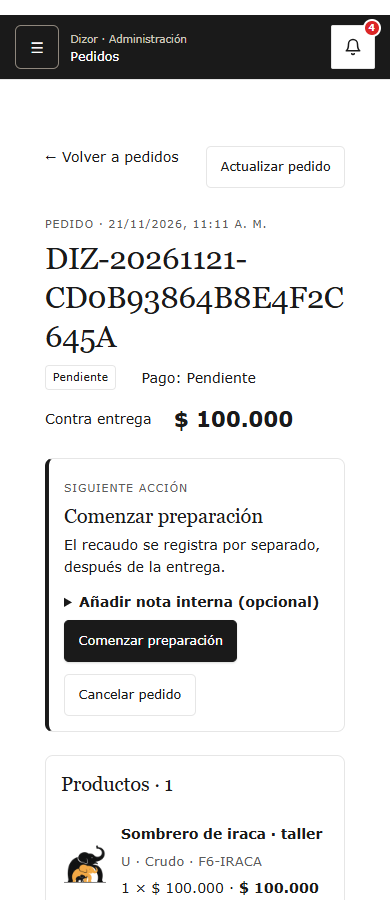 ☰
Dizor · Administración
Pedidos
4
← Volver a pedidos
Actualizar pedido
PEDIDO · 21/11/2026, 11:11 A. M.
DIZ-20261121-
CD0B93864B8E4F2C
645A
Pendiente
Pago: Pendiente
Contra entrega
$ 100.000
SIGUIENTE ACCIÓN
Comenzar preparación
El recaudo se registra por separado,
después de la entrega.
▶ Añadir nota interna (opcional)
Comenzar preparación
Cancelar pedido
Productos · 1
Sombrero de iraca · taller
U · Crudo · F6-IRACA
1 × $ 100.000 · $ 100.000